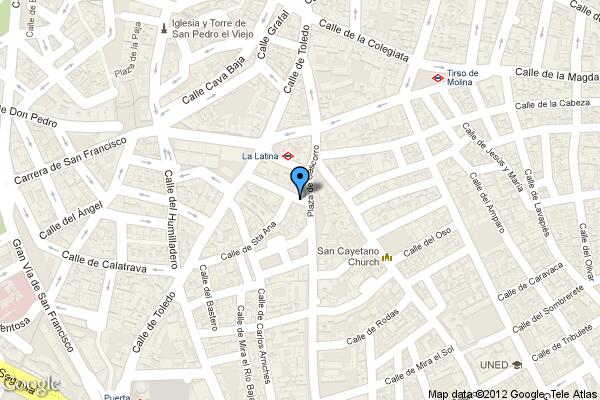 Iglesia y Torre de
San Pedro el Viejo
Calle Grafal
Plaza de la Paja
Calle de Toledo
Calle de la Colegiata
Tirso de
Molina
Calle de la Magda
Calle Cava Baja
Calle de la Cabeza
lle Don Pedro
Carrera de San Francisco
La Latina
Plaza de Cascorro
Calle de Jesus y Maria
Calle de Lavapiés
Calle del Humilladero
Calle del Amparo
Calle del Ángel
Calle de Sta Ana
Calle del Oso
San Cayetano
Church
Calle de Calatrava
Gran Vía de San Francisco
Calle de Toledo
Calle del Bastero
Calle de Carlos Arniches
Calle de Mira el Río Baja
Calle de Caravaca
Calle del Olivar
Calle del Sombrerete
Calle de Tribulete
Calle de Rodas
Calle de Mira el Sol
UNED
Ventosa
Segovia
Google
Puerta
Map data ©2012 Google, Tele Atlas